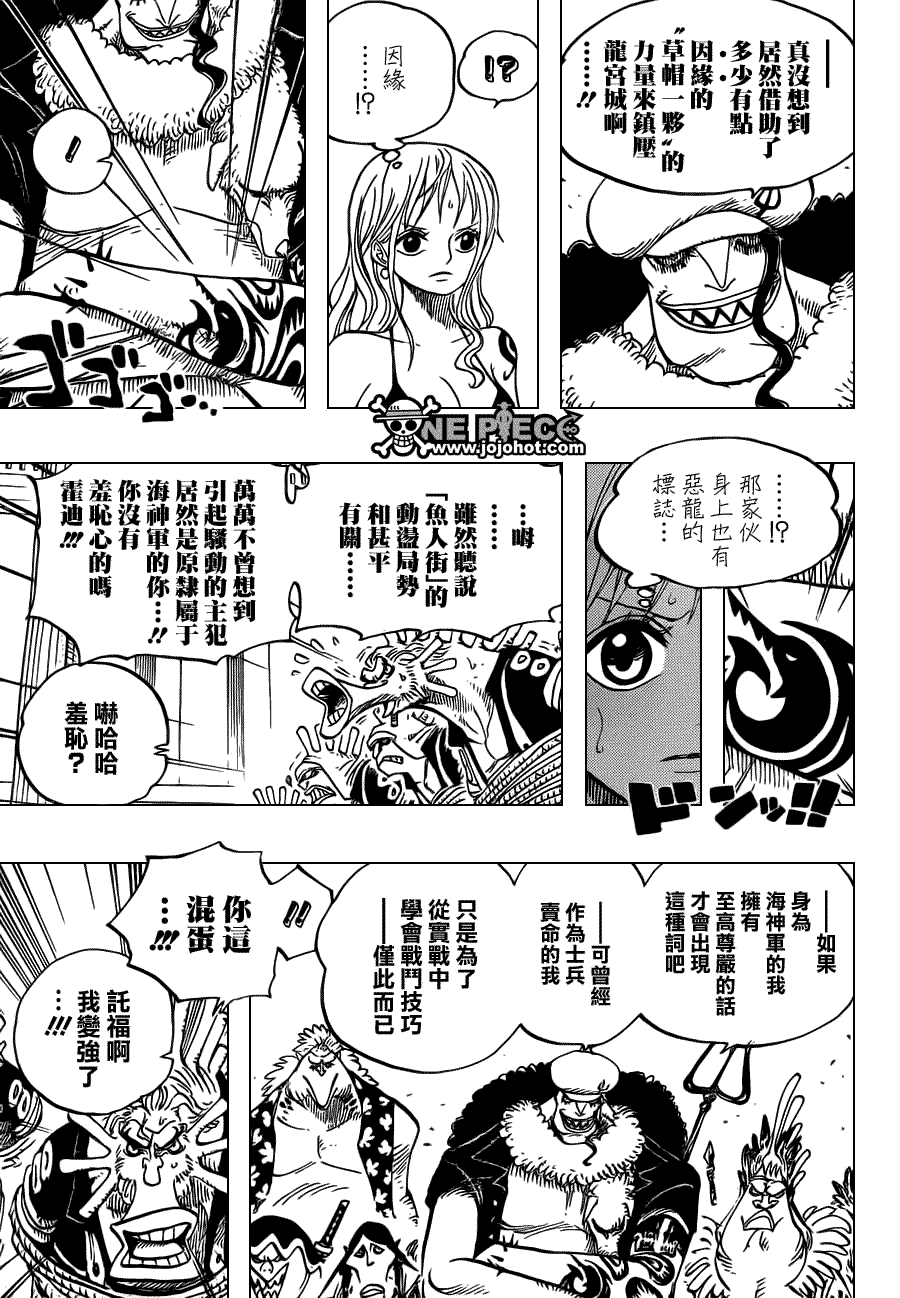 ——
真沒想到
居然借助了
多少有點
因緣的
“草帽一夥”的
力量來鎮壓
龍宮城啊
……!!
!?
因緣
……!?
!
ゴゴゴ
ONE PIECE
www.jojohot.com
……!?
那家伙
身上也有
惡龍的
標誌…
ドンッ!!
…嘚
……
雖然聽說
「魚人街」的
動盪局勢
和甚平
有關……
萬萬不曾想到
引起騷動的主犯
居然是原隸屬于
海神軍的你…!!
你沒有
羞恥心的嗎
霍迪!!!
嚇哈哈
羞恥?
——如果
身為
海神軍的我
擁有
至高尊嚴的話
才會出現
這種詞吧
——可曾經
作為士兵
賣命的我
只是為了
從實戰中
學會戰鬥技巧
——僅此而已
!!
你這
混蛋
…!!!
託福啊
我變強了
…!!!